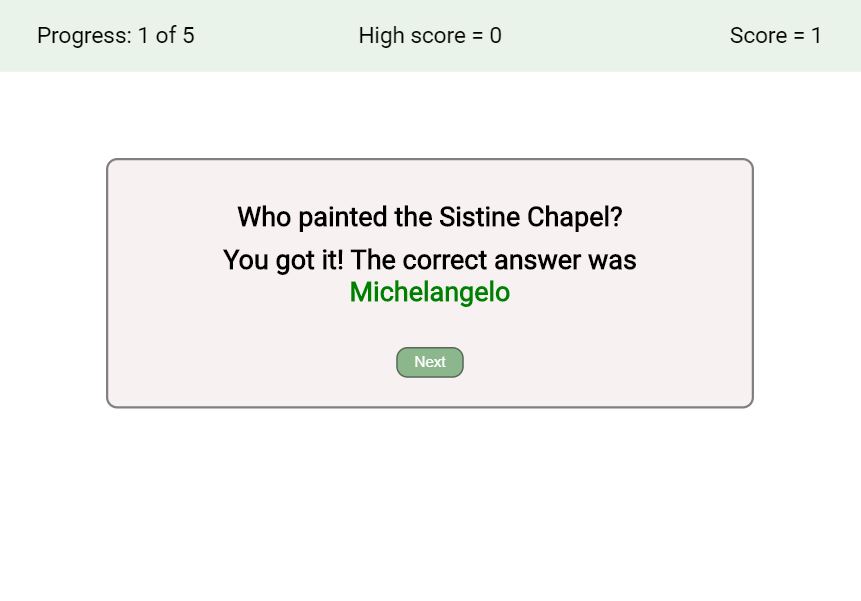 Progress: 1 of 5
High score = 0
Score = 1
Who painted the Sistine Chapel?
You got it! The correct answer was
Michelangelo
Next